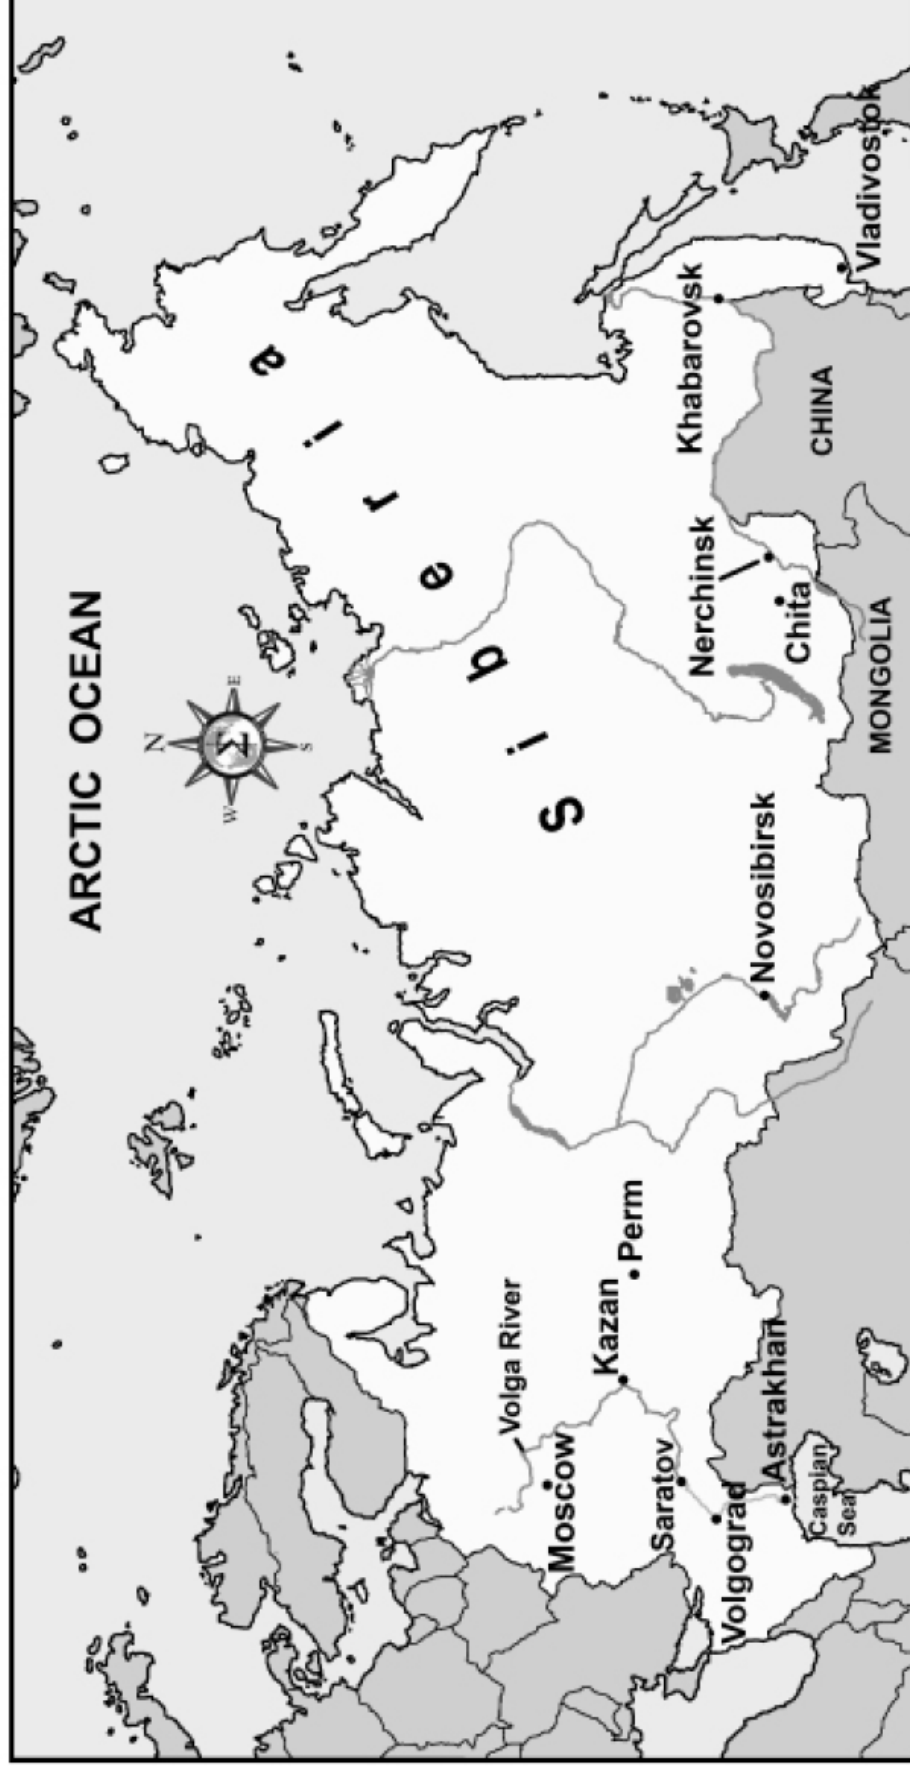 ARCTIC OCEAN
N
W
E
S
Σ
S i b e r i a
Volga River
Moscow
Kazan
Perm
Saratov
Volgograd
Astrakhan
Caspian
Sea
Novosibirsk
Nerchinsk
Chita
Khabarovsk
Vladivostok
MONGOLIA
CHINA